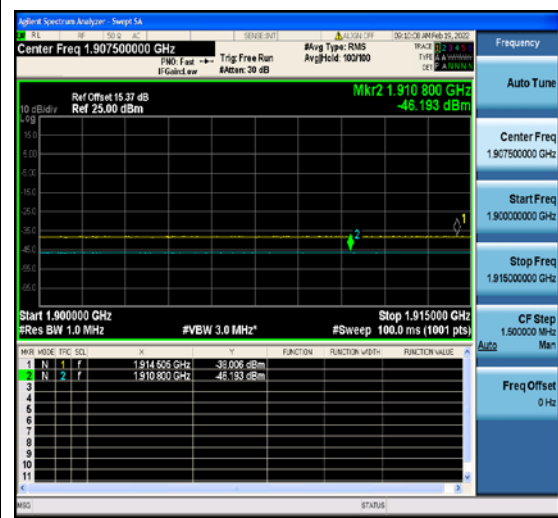 Agilent Spectrum Analyzer - Swept SA
RL RF 50 Ω AC SENSE:INT ALIGN OFF 09:10:08 AM Feb 19, 2022
Center Freq 1.907500000 GHz
#Avg Type: RMS
TRACE 1 2 3 4 5 6
PNO: Fast Trig: Free Run
Avg|Hold: 100/100
TYPE
IFGain:Low #Atten: 30 dB
DET P A N N N N
Frequency
Auto Tune
Mkr2 1.910 800 GHz
-46.193 dBm
Ref Offset 15.37 dB
10 dB/div Ref 25.00 dBm
Log
15.0
5.00
-5.00
-15.0
-25.0
-35.0
-45.0
-55.0
-65.0
1
2
Center Freq
1.907500000 GHz
Start Freq
1.900000000 GHz
Stop Freq
1.915000000 GHz
CF Step
1.500000 MHz
Auto Man
Freq Offset
0 Hz
Start 1.900000 GHz Stop 1.915000 GHz
#Res BW 1.0 MHz #VBW 3.0 MHz* #Sweep 100.0 ms (1001 pts)
MKR MODE TRC SCL X Y FUNCTION FUNCTION WIDTH FUNCTION VALUE
1 N 1 f 1.914 505 GHz -38.006 dBm
2 N 2 f 1.910 800 GHz -46.193 dBm
3
4
5
6
7
8
9
10
11
MSG STATUS